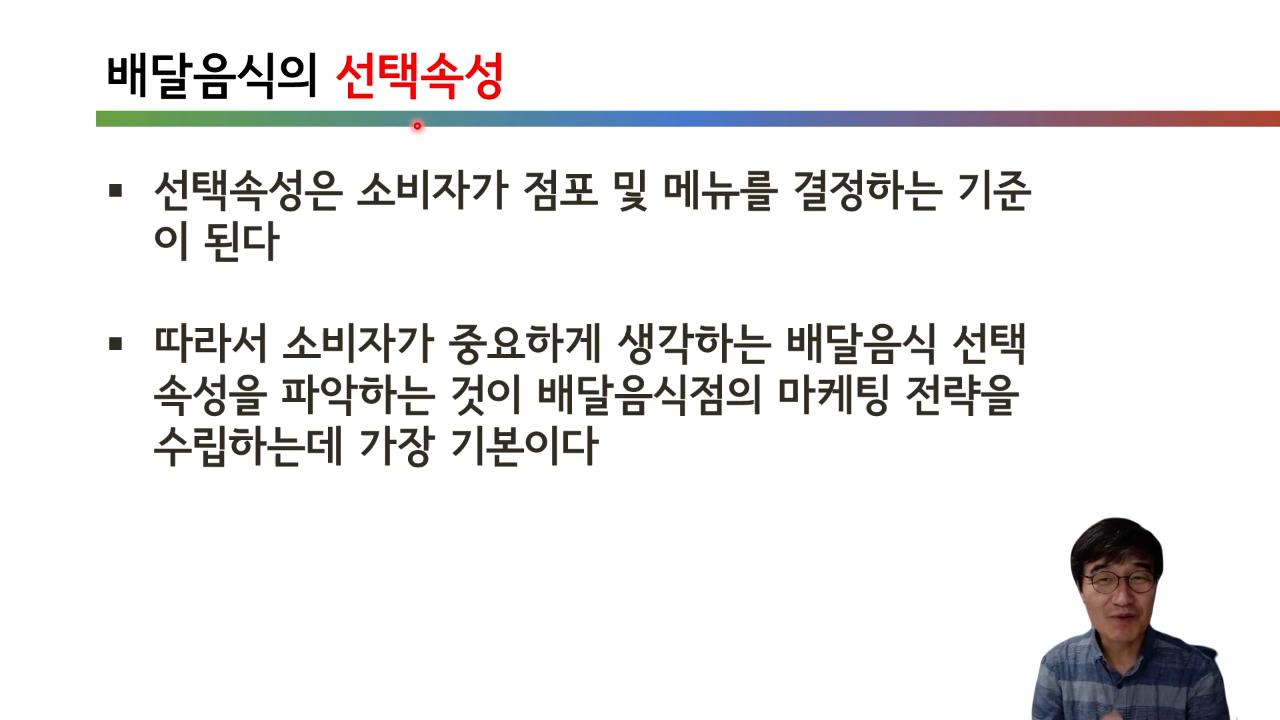 배달음식의 선택속성
선택속성은 소비자가 점포 및 메뉴를 결정하는 기준
이 된다
따라서 소비자가 중요하게 생각하는 배달음식 선택
속성을 파악하는 것이 배달음식점의 마케팅 전략을
수립하는데 가장 기본이다